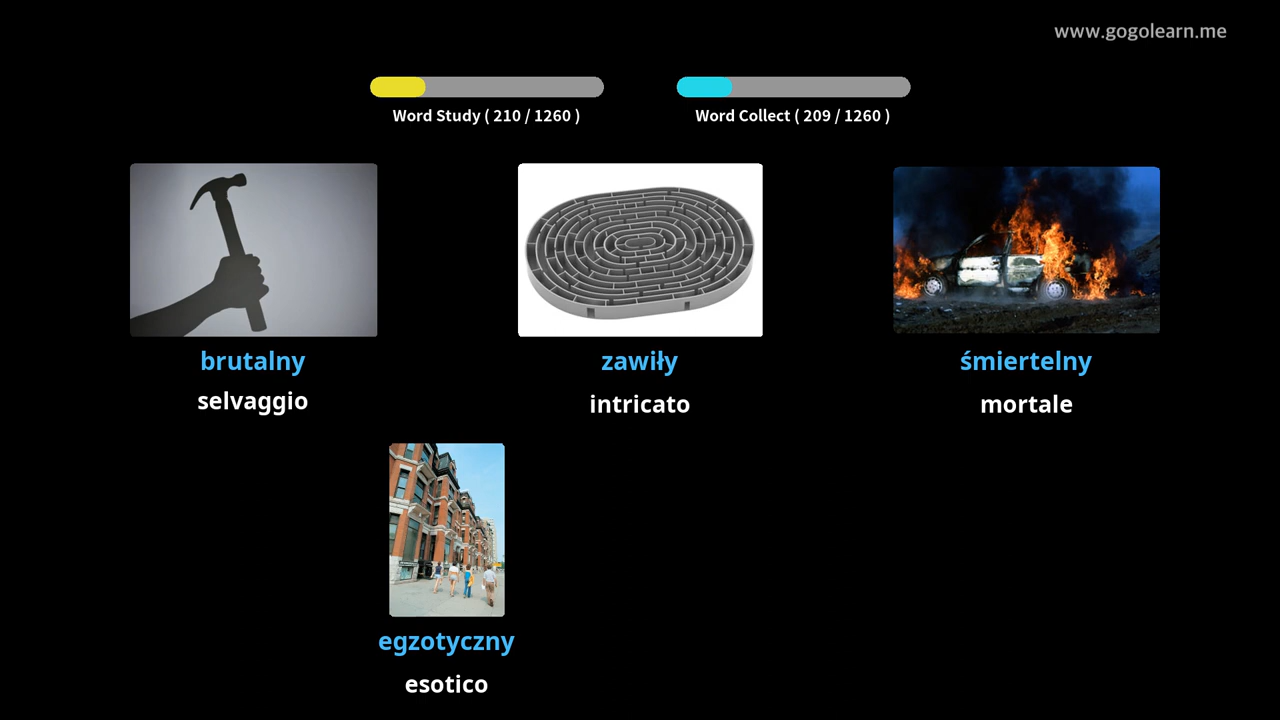 www.gogolearn.me
Word Study ( 210 / 1260 )
Word Collect ( 209 / 1260 )
brutalny
selvaggio
zawiły
intricato
śmiertelny
mortale
egzotyczny
esotico